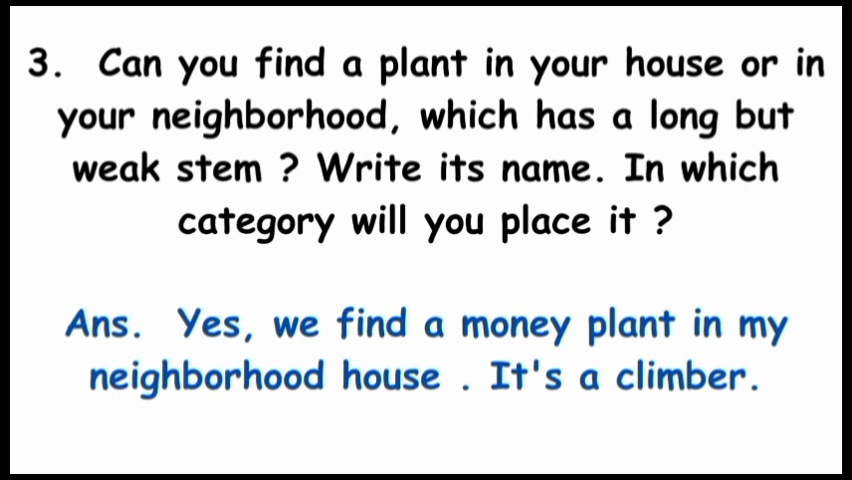 3. Can you find a plant in your house or in
your neighborhood, which has a long but
weak stem ? Write its name. In which
category will you place it ?
Ans. Yes, we find a money plant in my
neighborhood house . It's a climber.